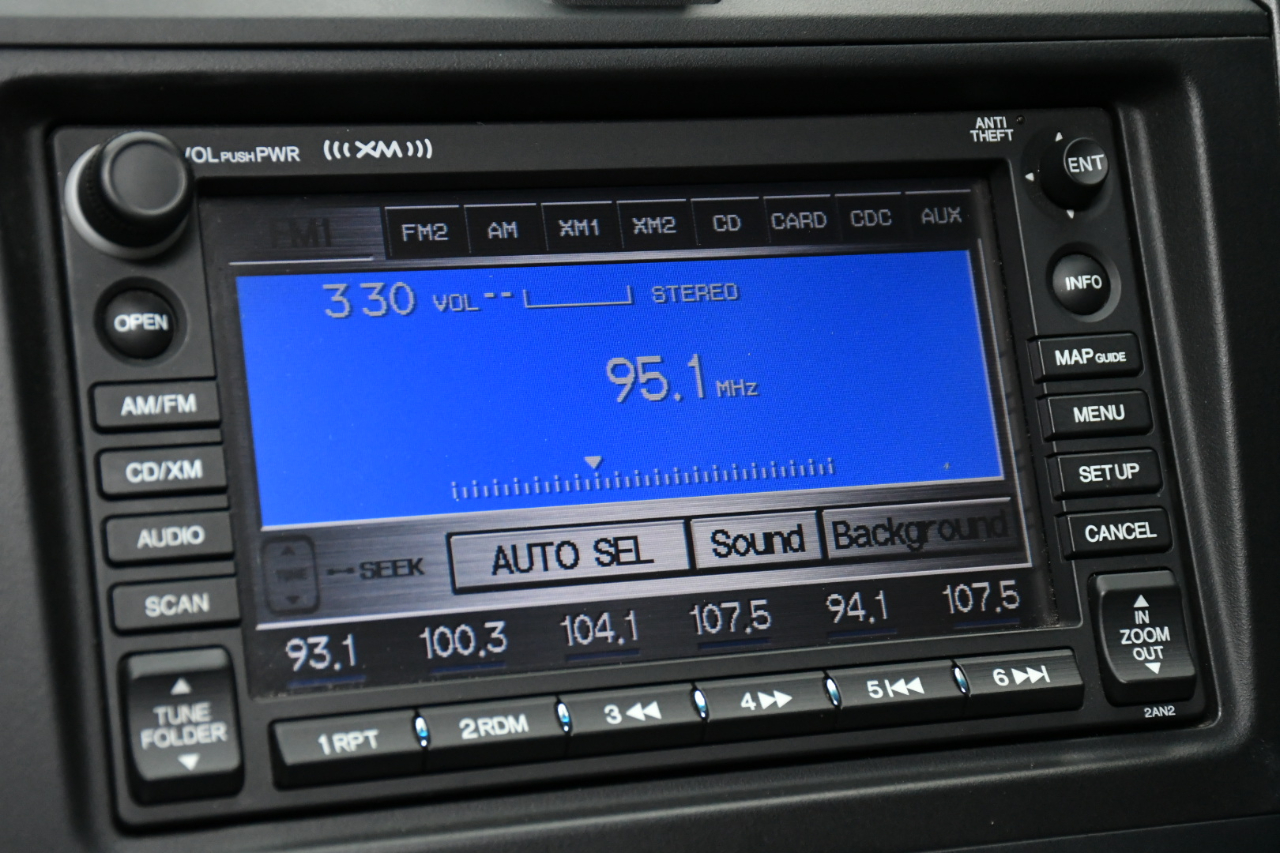 VOL PUSH PWR (((XM)))
ANTI
THEFT
ENT
FM1 FM2 AM XM1 XM2 CD CARD CDC AUX
INFO
OPEN
3 30 VOL -- STEREO
MAP GUIDE
95.1 MHz
AM/FM
MENU
CD/XM
SET UP
AUDIO
AUTO SEL Sound Background
CANCEL
TUNE SEEK
SCAN
93.1 100.3 104.1 107.5 94.1 107.5
IN
ZOOM
OUT
TUNE
FOLDER
1 RPT 2 RDM 3 4 5 6
2AN2